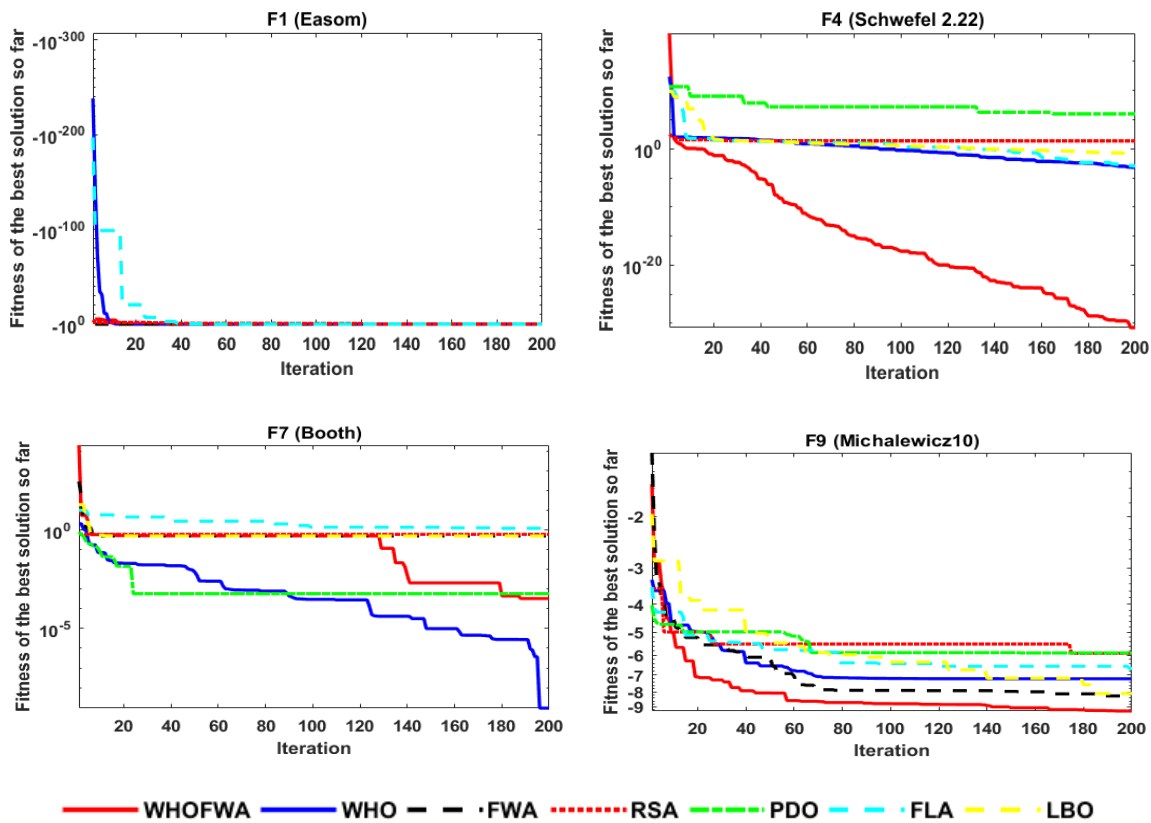 F1 (Easom)
Fitness of the best solution so far
-10^-300
-10^-200
-10^-100
-10^0
20 40 60 80 100 120 140 160 180 200
Iteration
F4 (Schwefel 2.22)
Fitness of the best solution so far
10^0
10^-20
20 40 60 80 100 120 140 160 180 200
Iteration
F7 (Booth)
Fitness of the best solution so far
10^0
10^-5
20 40 60 80 100 120 140 160 180 200
Iteration
F9 (Michalewicz10)
Fitness of the best solution so far
-2
-3
-4
-5
-6
-7
-8
-9
20 40 60 80 100 120 140 160 180 200
Iteration
WHOFWA WHO FWA RSA PDO FLA LBO